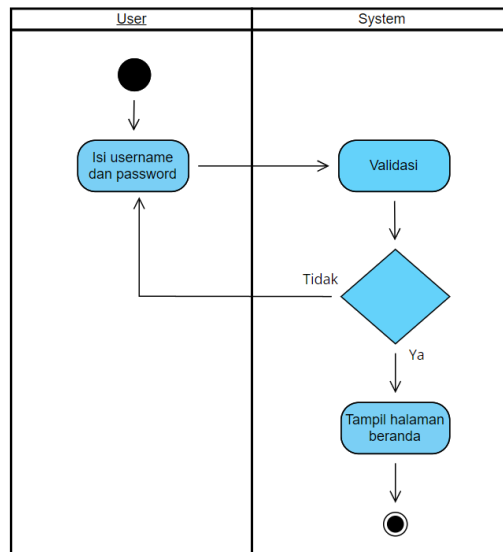 User
System
Isi username
dan password
Validasi
Tidak
Ya
Tampil halaman
beranda